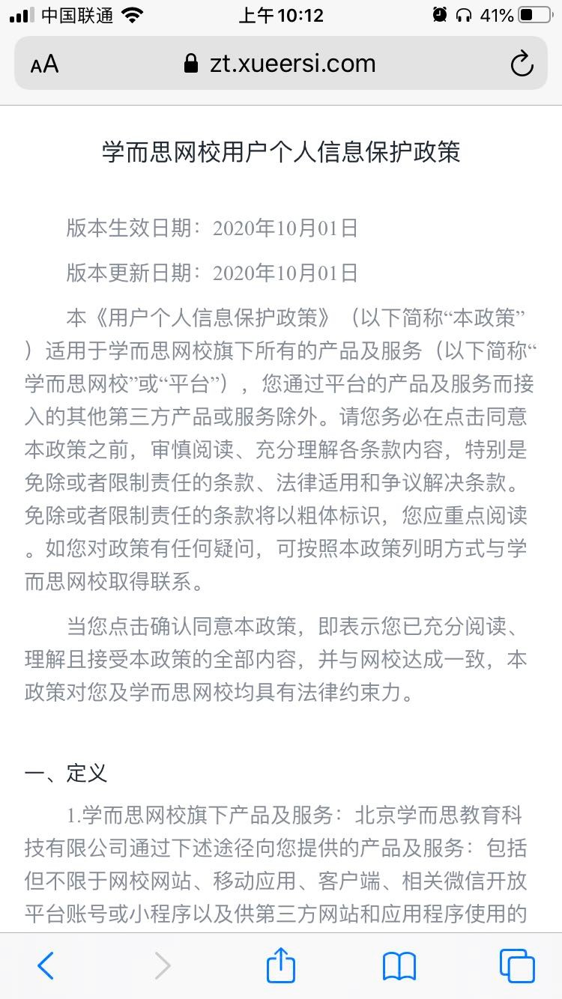 中国联通
上午10:12
41%
AA
zt.xueersi.com
学而思网校用户个人信息保护政策
版本生效日期：2020年10月01日
版本更新日期：2020年10月01日
本《用户个人信息保护政策》（以下简称“本政策”
）适用于学而思网校旗下所有的产品及服务（以下简称“
学而思网校”或“平台”），您通过平台的产品及服务而接
入的其他第三方产品或服务除外。请您务必在点击同意
本政策之前，审慎阅读、充分理解各条款内容，特别是
免除或者限制责任的条款、法律适用和争议解决条款。
免除或者限制责任的条款将以粗体标识，您应重点阅读
。如您对政策有任何疑问，可按照本政策列明方式与学
而思网校取得联系。
当您点击确认同意本政策，即表示您已充分阅读、
理解且接受本政策的全部内容，并与网校达成一致，本
政策对您及学而思网校均具有法律约束力。
一、定义
1.学而思网校旗下产品及服务：北京学而思教育科
技有限公司通过下述途径向您提供的产品及服务：包括
但不限于网校网站、移动应用、客户端、相关微信开放
平台账号或小程序以及供第三方网站和应用程序使用的